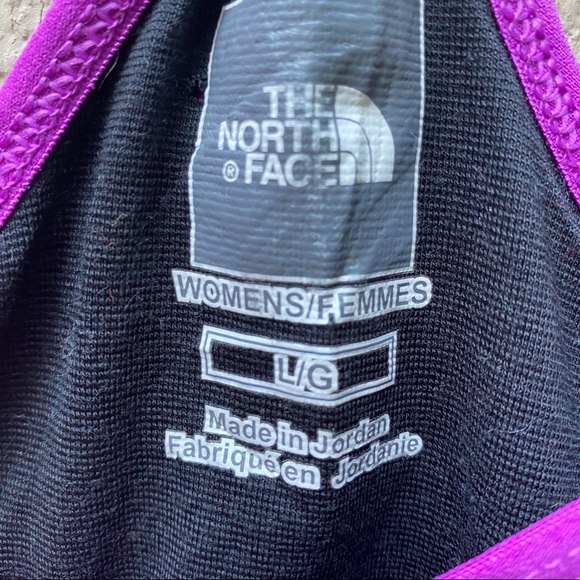 THE
NORTH
® FACE
WOMENS/FEMMES
L/G
Made in Jordan
Fabriqué en Jordanie